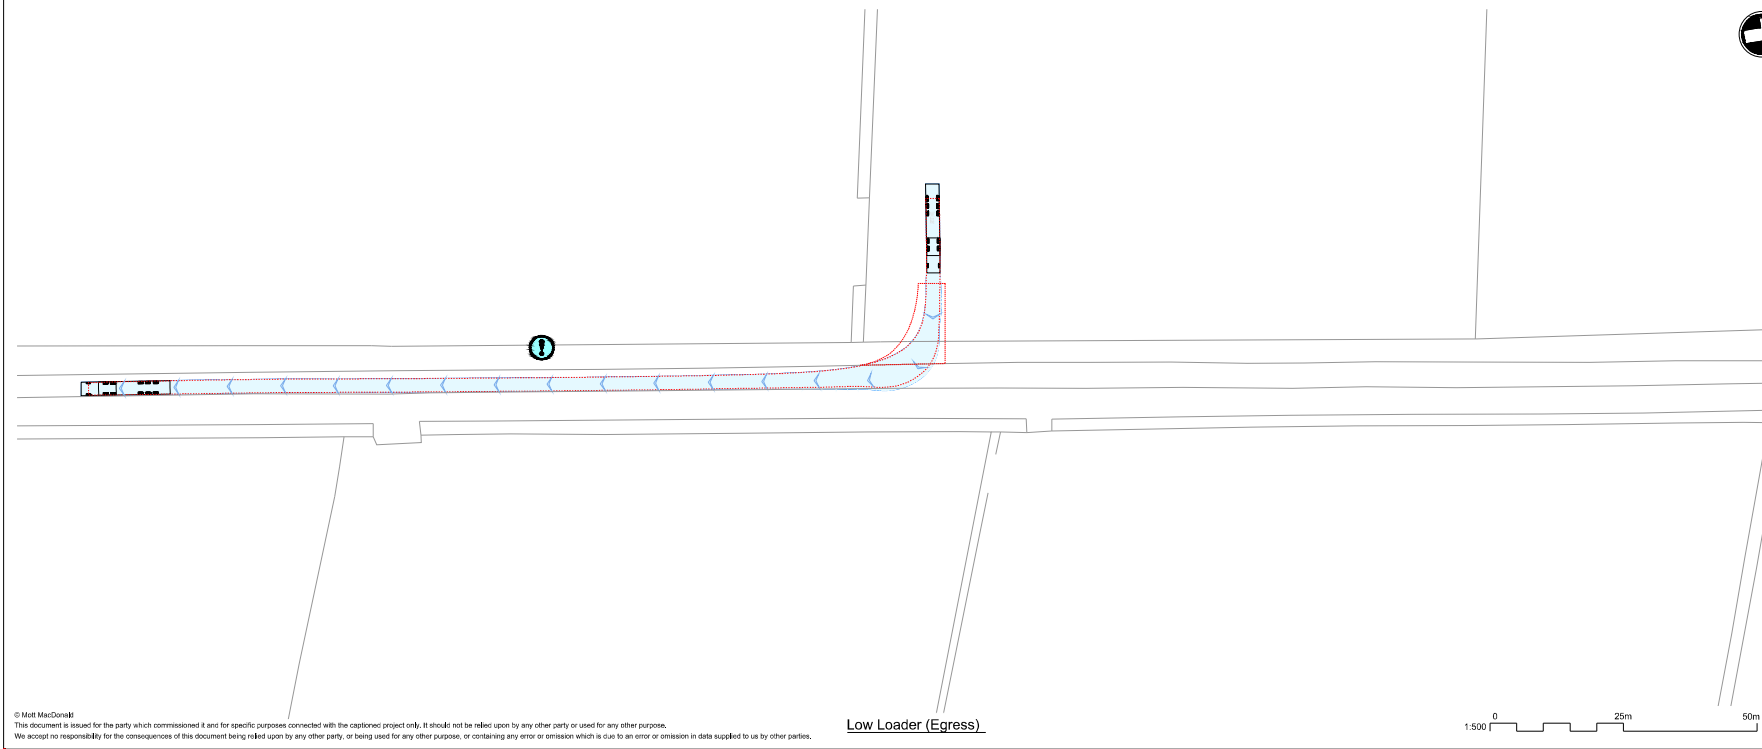 © Mott MacDonald
This document is issued for the party which commissioned it and for specific purposes connected with the captioned project only. It should not be relied upon by any other party or used for any other purpose.
We accept no responsibility for the consequences of this document being relied upon by any other party, or being used for any other purpose, or containing any error or omission which is due to an error or omission in data supplied to us by other parties.
Low Loader (Egress)
1:500 0 25m 50m
!